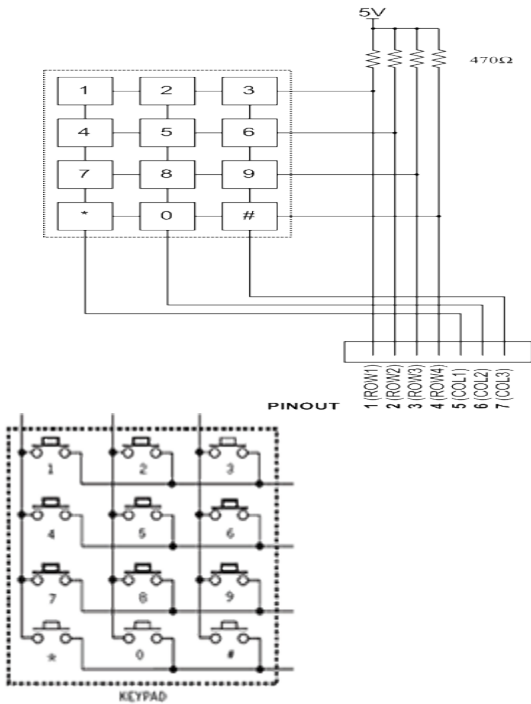 5V
470Ω
1 2 3
4 5 6
7 8 9
* 0 #
PINOUT
1 (ROW1)
2 (ROW2)
3 (ROW3)
4 (ROW4)
5 (COL1)
6 (COL2)
7 (COL3)
1 2 3
4 5 6
7 8 9
* 0 #
KEYPAD